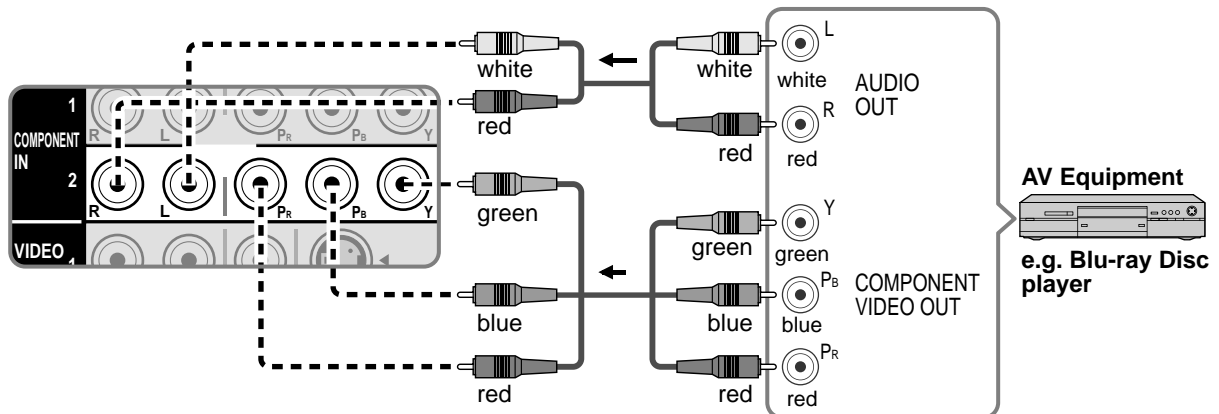 white
white
L
white
AUDIO
OUT
red
red
R
red
COMPONENT
IN
1
R
L
PR
PB
Y
2
R
L
PR
PB
Y
VIDEO
1
green
green
Y
green
blue
blue
PB
blue
COMPONENT
VIDEO OUT
red
red
PR
red
AV Equipment
e.g. Blu-ray Disc
player